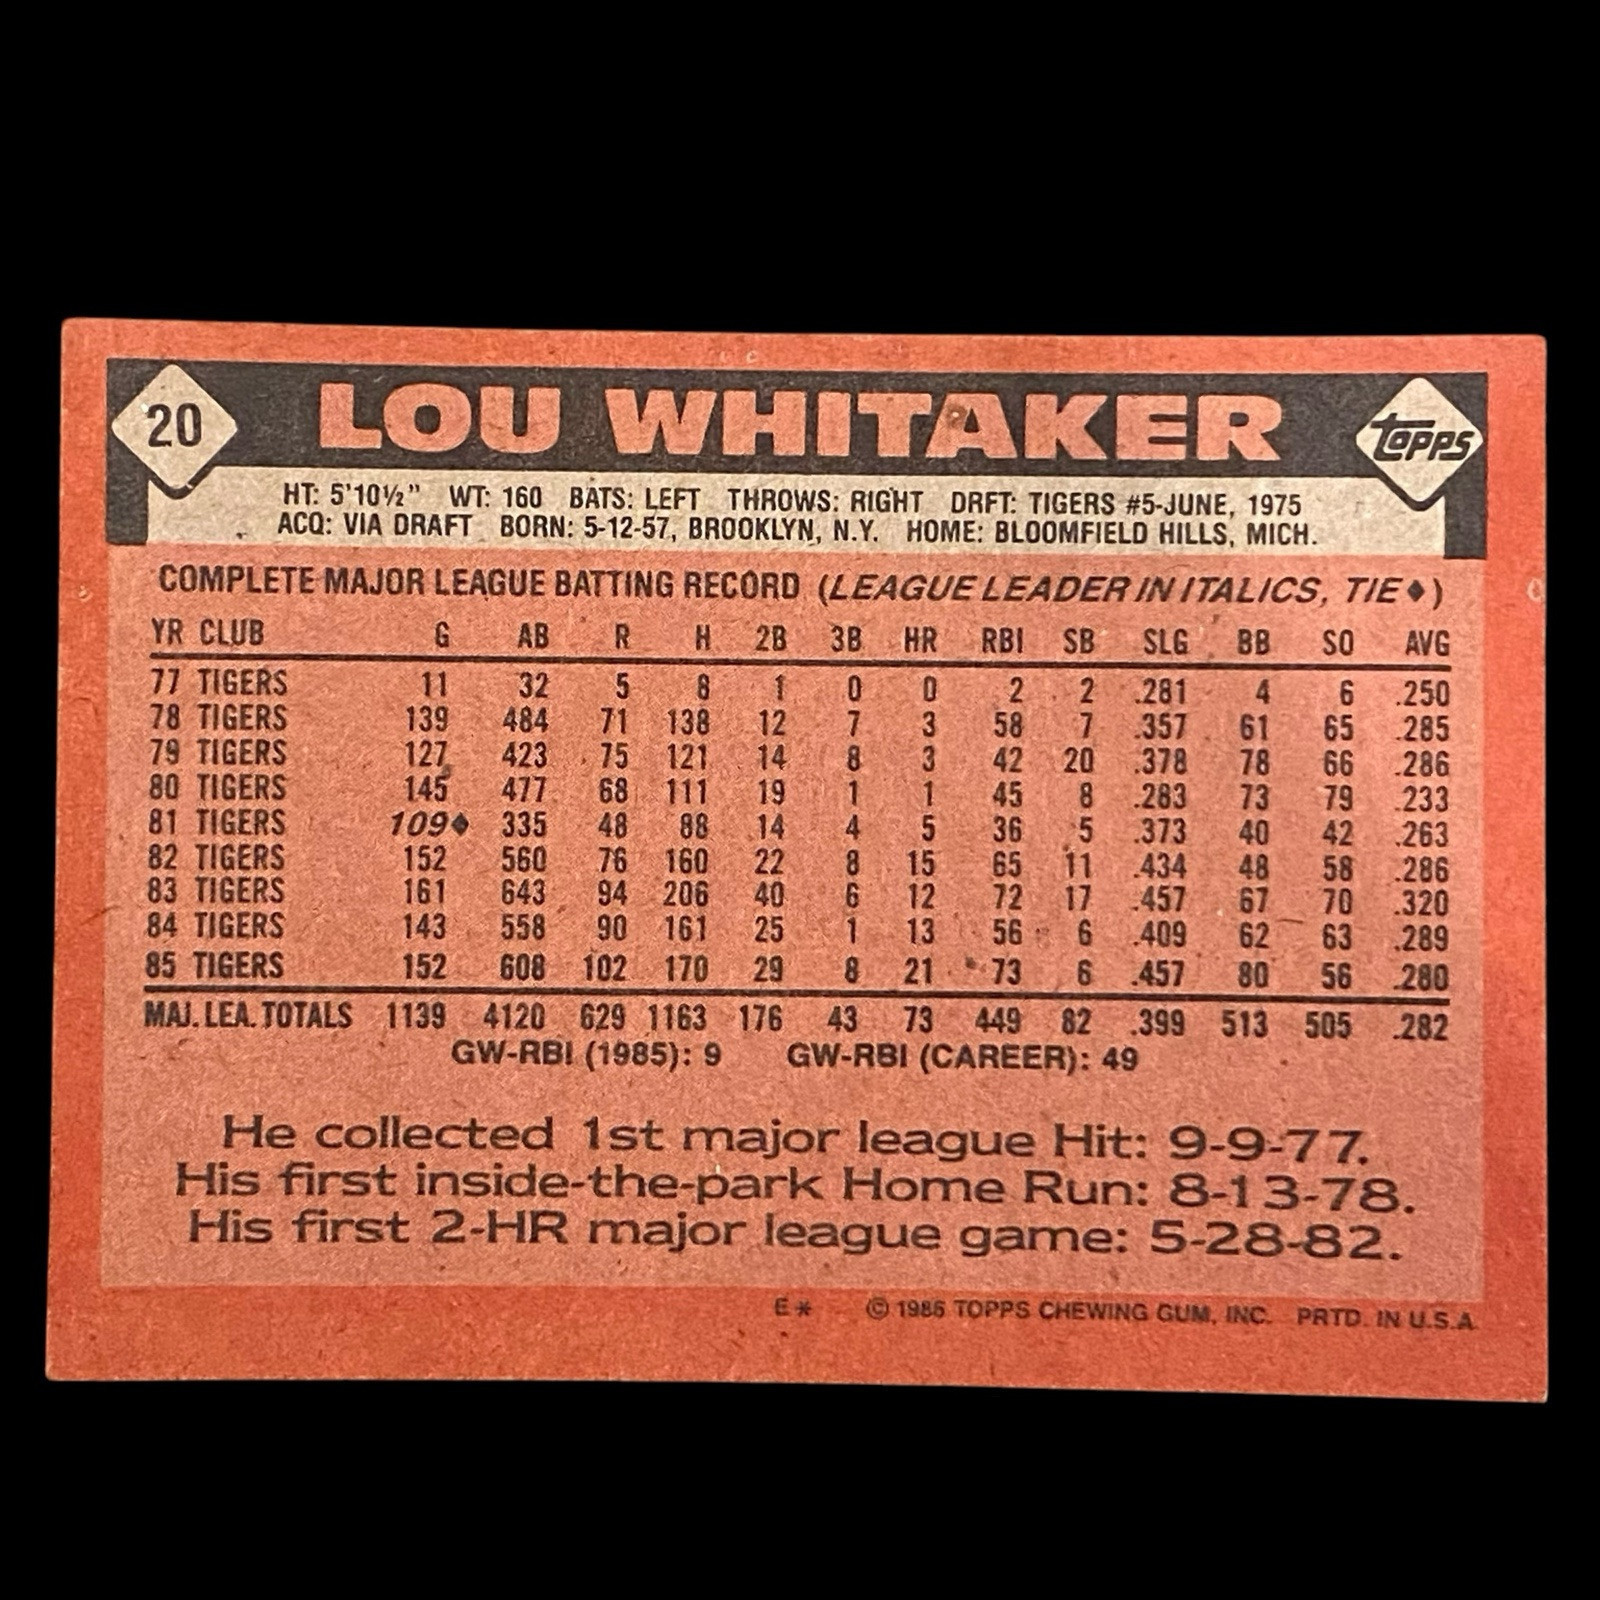 20 LOU WHITAKER topps
HT: 5'10½" WT: 160 BATS: LEFT THROWS: RIGHT DRFT: TIGERS #5-JUNE, 1975
ACQ: VIA DRAFT BORN: 5-12-57, BROOKLYN, N.Y. HOME: BLOOMFIELD HILLS, MICH.
COMPLETE MAJOR LEAGUE BATTING RECORD (LEAGUE LEADER IN ITALICS, TIE♦)
YR CLUB G AB R H 2B 3B HR RBI SB SLG BB SO AVG
77 TIGERS 11 32 5 8 1 0 0 2 2 .281 4 6 .250
78 TIGERS 139 484 71 138 12 7 3 58 7 .357 61 65 .285
79 TIGERS 127 423 75 121 14 8 3 42 20 .378 78 66 .286
80 TIGERS 145 477 68 111 19 1 1 45 8 .283 73 79 .233
81 TIGERS 109♦ 335 48 88 14 4 5 36 5 .373 40 42 .263
82 TIGERS 152 560 76 160 22 8 15 65 11 .434 48 58 .286
83 TIGERS 161 643 94 206 40 6 12 72 17 .457 67 70 .320
84 TIGERS 143 558 90 161 25 1 13 56 6 .409 62 63 .289
85 TIGERS 152 608 102 170 29 8 21 73 6 .457 80 56 .280
MAJ. LEA. TOTALS 1139 4120 629 1163 176 43 73 449 82 .399 513 505 .282
GW-RBI (1985): 9 GW-RBI (CAREER): 49
He collected 1st major league Hit: 9-9-77.
His first inside-the-park Home Run: 8-13-78.
His first 2-HR major league game: 5-28-82.
E* © 1986 TOPPS CHEWING GUM, INC. PRTD. IN U.S.A.